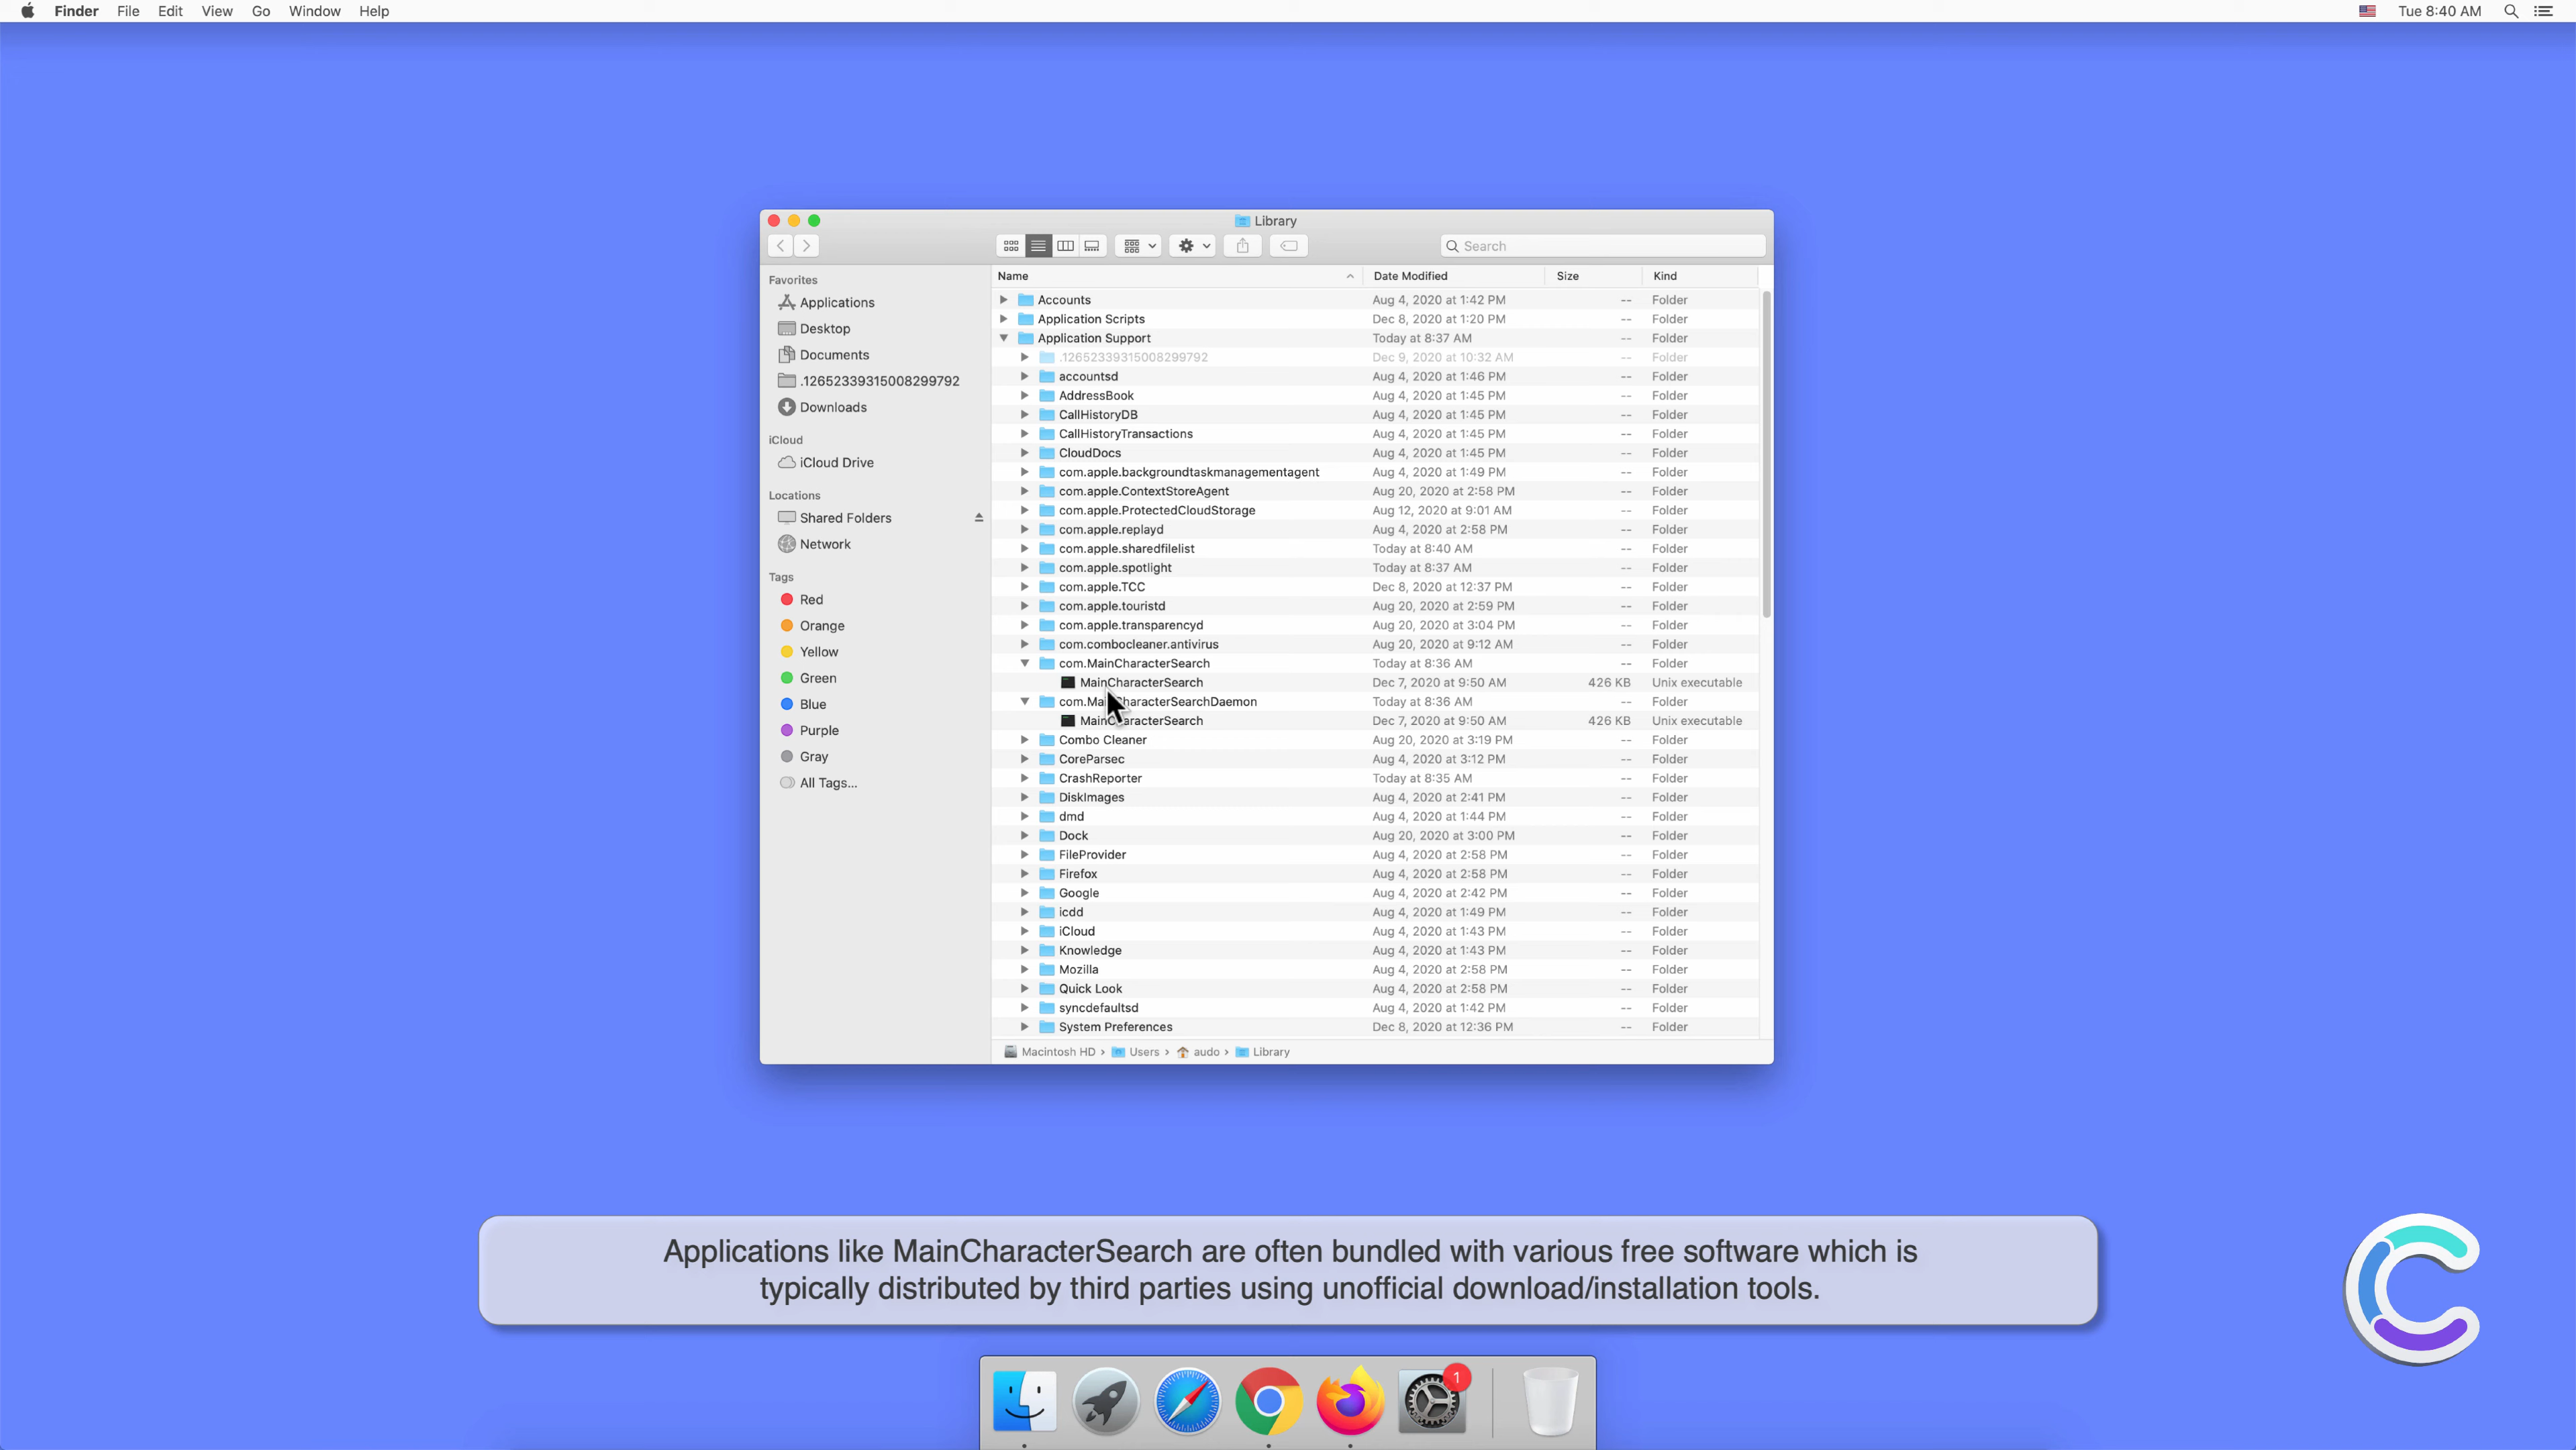 Finder File Edit View Go Window Help Tue 8:40 AM
Library
Search
Favorites
Applications
Desktop
Documents
.12652339315008299792
Downloads
iCloud
iCloud Drive
Locations
Shared Folders
Network
Tags
Red
Orange
Yellow
Green
Blue
Purple
Gray
All Tags...
Name Date Modified Size Kind
Accounts Aug 4, 2020 at 1:42 PM -- Folder
Application Scripts Dec 8, 2020 at 1:20 PM -- Folder
Application Support Today at 8:37 AM -- Folder
.12652339315008299792 Dec 9, 2020 at 10:32 AM -- Folder
accountsd Aug 4, 2020 at 1:46 PM -- Folder
AddressBook Aug 4, 2020 at 1:45 PM -- Folder
CallHistoryDB Aug 4, 2020 at 1:45 PM -- Folder
CallHistoryTransactions Aug 4, 2020 at 1:45 PM -- Folder
CloudDocs Aug 4, 2020 at 1:45 PM -- Folder
com.apple.backgroundtaskmanagementagent Aug 4, 2020 at 1:49 PM -- Folder
com.apple.ContextStoreAgent Aug 20, 2020 at 2:58 PM -- Folder
com.apple.ProtectedCloudStorage Aug 12, 2020 at 9:01 AM -- Folder
com.apple.replayd Aug 4, 2020 at 2:58 PM -- Folder
com.apple.sharedfilelist Today at 8:40 AM -- Folder
com.apple.spotlight Today at 8:37 AM -- Folder
com.apple.TCC Dec 8, 2020 at 12:37 PM -- Folder
com.apple.touristd Aug 20, 2020 at 2:59 PM -- Folder
com.apple.transparencyd Aug 20, 2020 at 3:04 PM -- Folder
com.combocleaner.antivirus Aug 20, 2020 at 9:12 AM -- Folder
com.MainCharacterSearch Today at 8:36 AM -- Folder
MainCharacterSearch Dec 7, 2020 at 9:50 AM 426 KB Unix executable
com.MainCharacterSearchDaemon Today at 8:36 AM -- Folder
MainCharacterSearch Dec 7, 2020 at 9:50 AM 426 KB Unix executable
Combo Cleaner Aug 20, 2020 at 3:19 PM -- Folder
CoreParsec Aug 4, 2020 at 3:12 PM -- Folder
CrashReporter Today at 8:35 AM -- Folder
DiskImages Aug 4, 2020 at 2:41 PM -- Folder
dmd Aug 4, 2020 at 1:44 PM -- Folder
Dock Aug 20, 2020 at 3:00 PM -- Folder
FileProvider Aug 4, 2020 at 2:58 PM -- Folder
Firefox Aug 4, 2020 at 2:58 PM -- Folder
Google Aug 4, 2020 at 2:42 PM -- Folder
icdd Aug 4, 2020 at 1:49 PM -- Folder
iCloud Aug 4, 2020 at 1:43 PM -- Folder
Knowledge Aug 4, 2020 at 1:43 PM -- Folder
Mozilla Aug 4, 2020 at 2:58 PM -- Folder
Quick Look Aug 4, 2020 at 2:58 PM -- Folder
syncdefaultsd Aug 4, 2020 at 1:42 PM -- Folder
System Preferences Dec 8, 2020 at 12:36 PM -- Folder
Macintosh HD › Users › audo › Library
Applications like MainCharacterSearch are often bundled with various free software which is
typically distributed by third parties using unofficial download/installation tools.
1